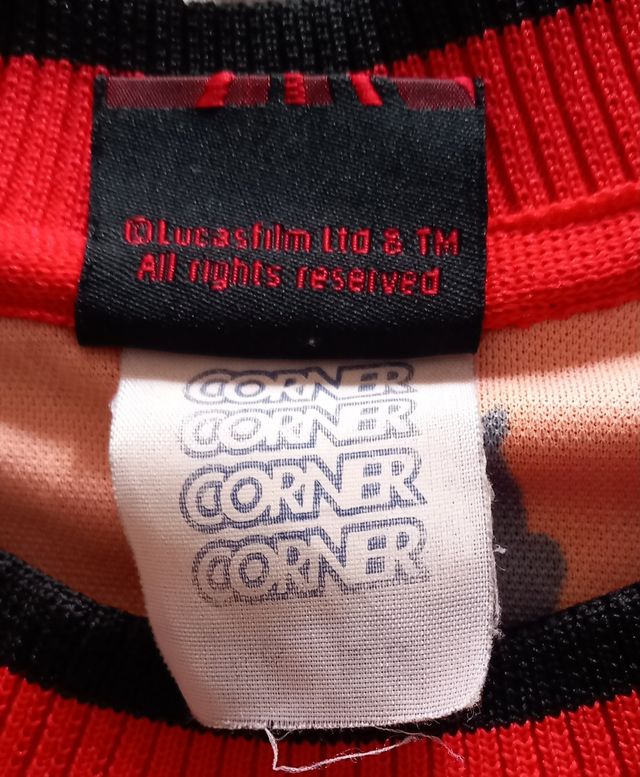 ©Lucasfilm Ltd & TM
All rights reserved
CORNER
CORNER
CORNER
CORNER